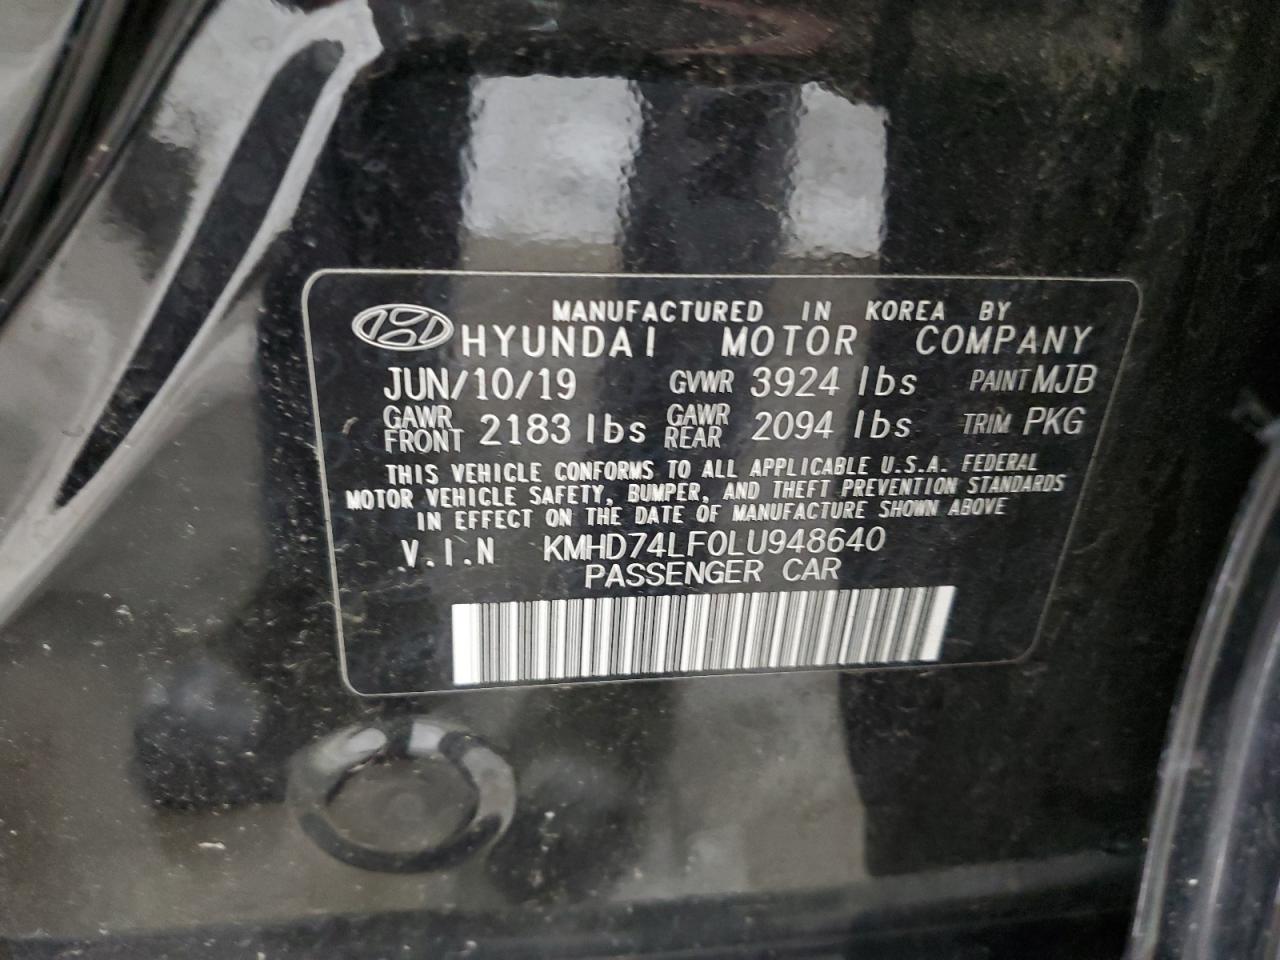 MANUFACTURED IN KOREA BY
HYUNDAI MOTOR COMPANY
JUN/10/19 GVWR 3924 lbs PAINT MJB
GAWR FRONT 2183 lbs GAWR REAR 2094 lbs TRIM PKG
THIS VEHICLE CONFORMS TO ALL APPLICABLE U.S.A. FEDERAL
MOTOR VEHICLE SAFETY, BUMPER, AND THEFT PREVENTION STANDARDS
IN EFFECT ON THE DATE OF MANUFACTURE SHOWN ABOVE
V.I.N KMHD74LF0LU948640
PASSENGER CAR